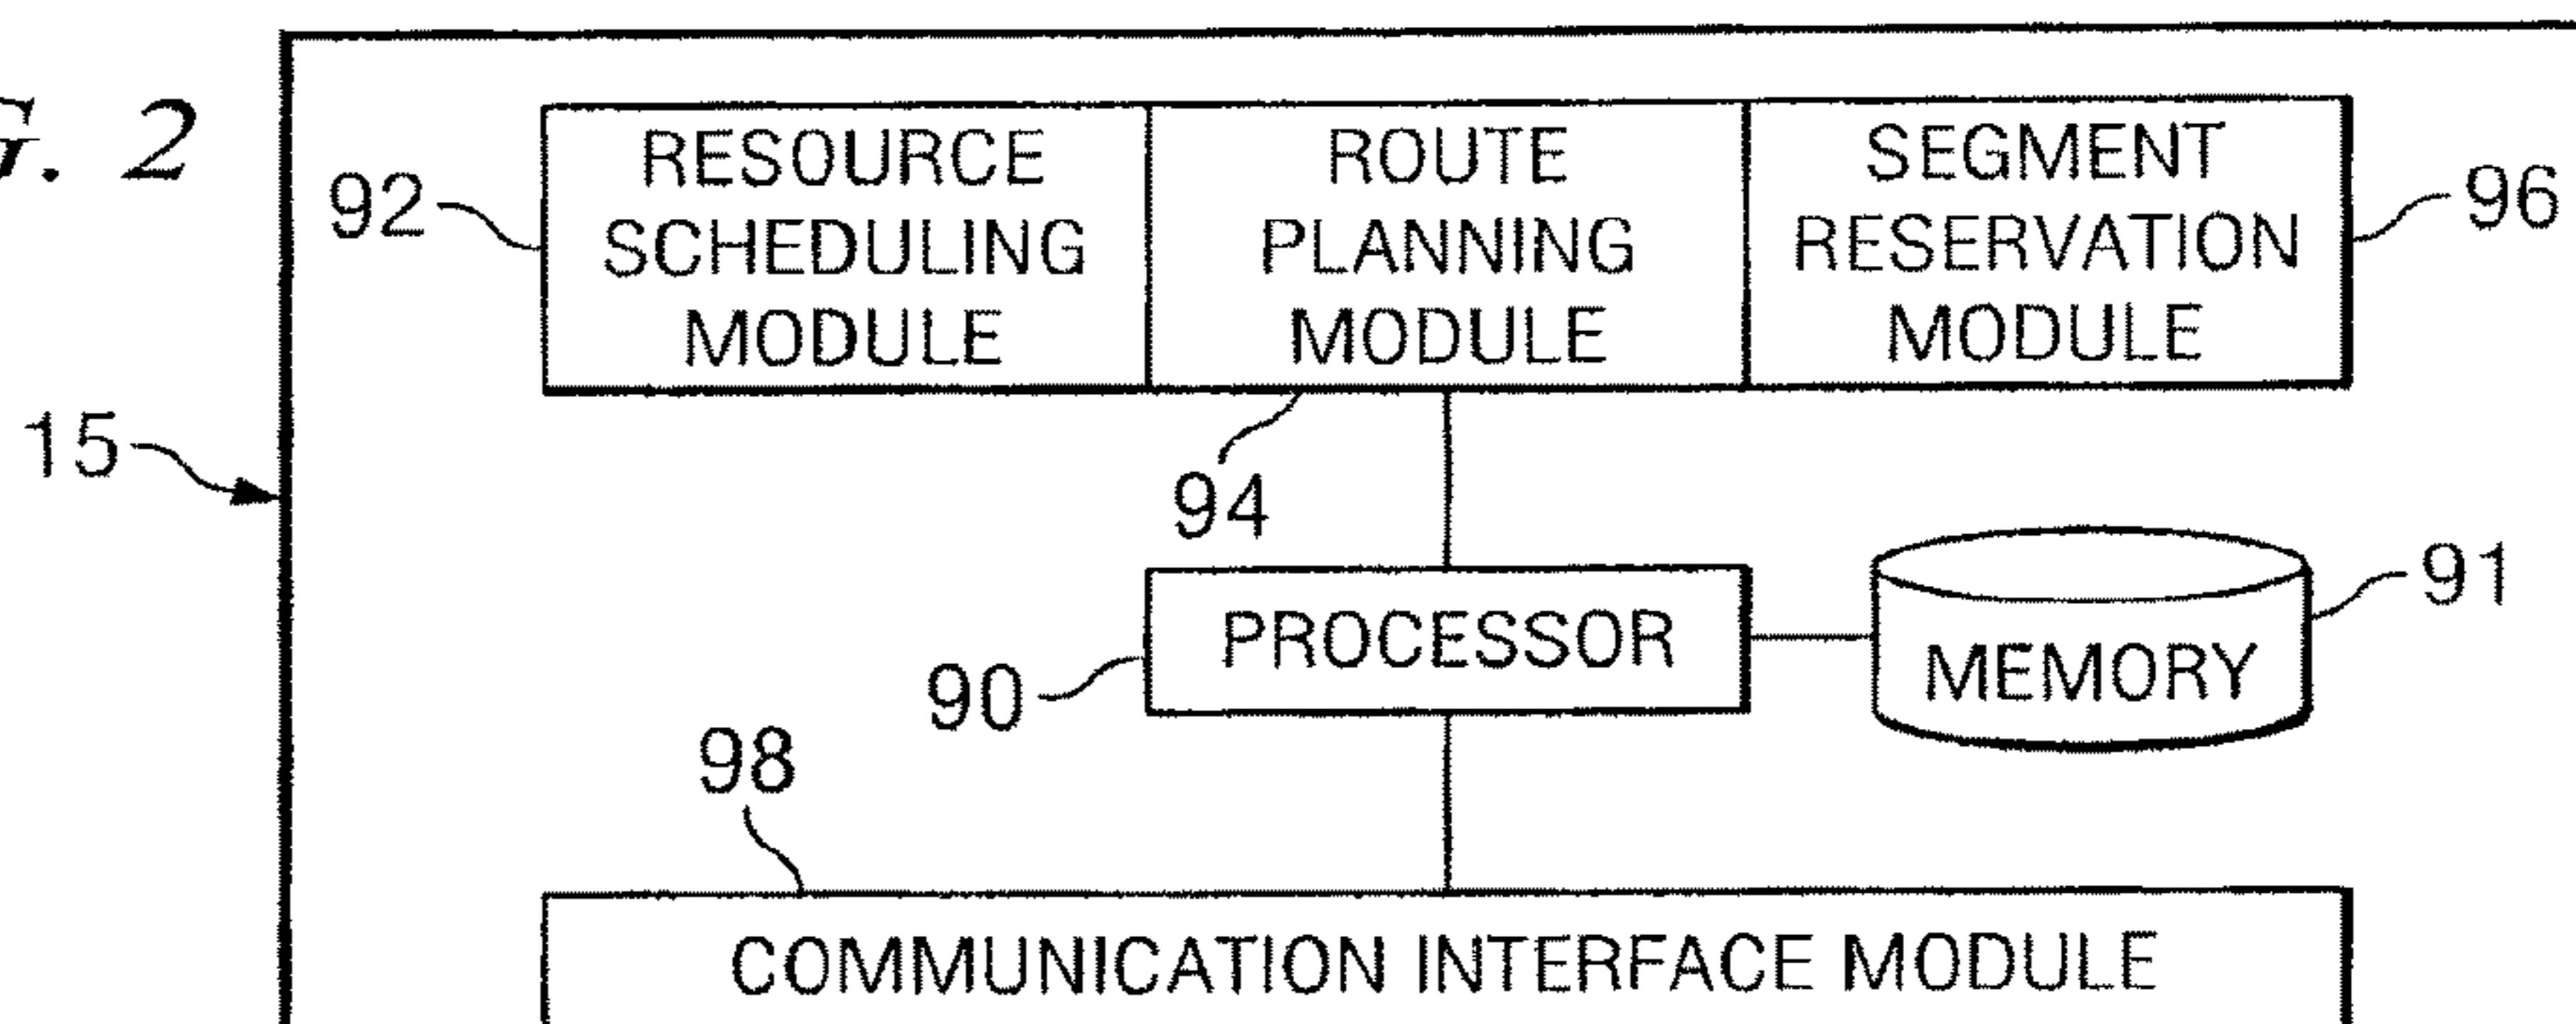 G. 2
92
RESOURCE
SCHEDULING
MODULE
ROUTE
PLANNING
MODULE
SEGMENT
RESERVATION
MODULE
96
15
94
PROCESSOR
90
MEMORY
91
98
COMMUNICATION INTERFACE MODULE